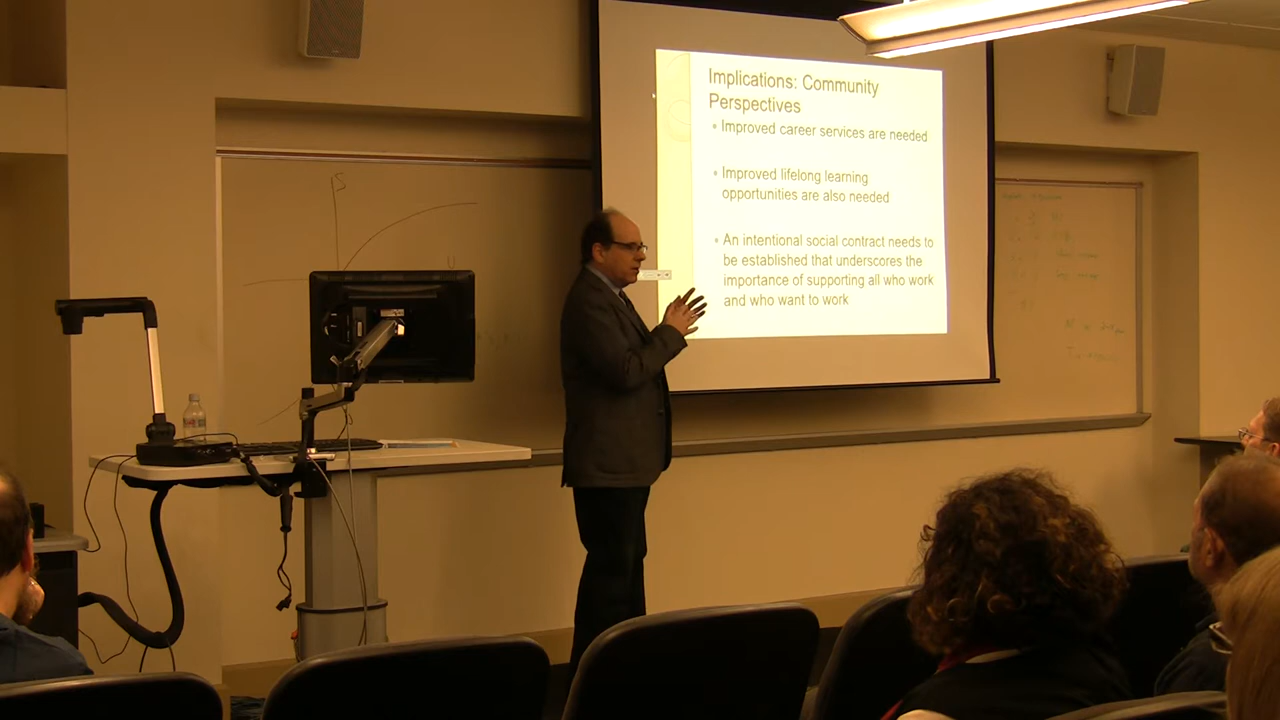 Implications: Community
Perspectives
• Improved career services are needed
• Improved lifelong learning
opportunities are also needed
• An intentional social contract needs to
be established that underscores the
importance of supporting all who work
and who want to work